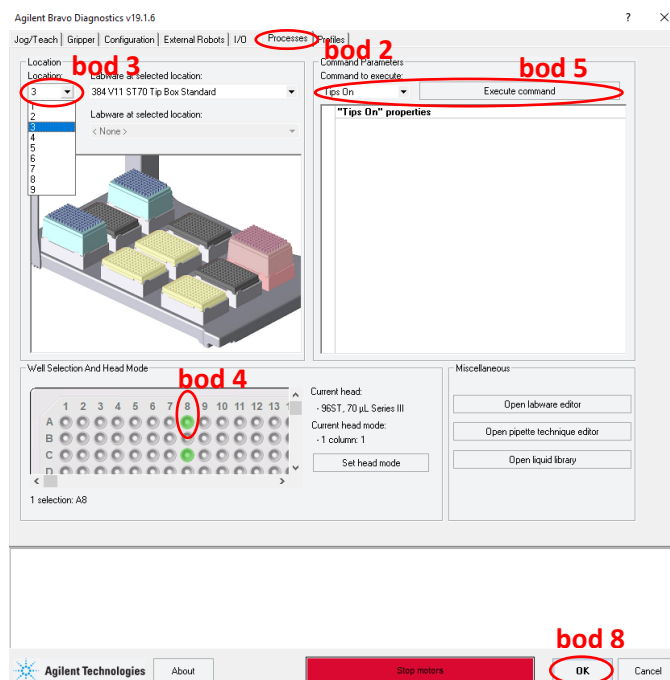 Agilent Bravo Diagnostics v19.1.6 ?
Jog/Teach Gripper Configuration External Robots I/O Processes Profiles
bod 2
Location
Location: Labware at selected location:
bod 3
3 384 V11 ST70 Tip Box Standard
1
2
3
4
5
6
7
8
9
Labware at selected location:
< None >
Command Parameters
Command to execute:
bod 5
Tips On Execute command
"Tips On" properties
Well Selection And Head Mode
bod 4
1 2 3 4 5 6 7 8 9 10 11 12 13
A
B
C
D
1 selection: A8
Current head:
- 96ST, 70 µL Series III
Current head mode:
- 1 column: 1
Set head mode
Miscellaneous
Open labware editor
Open pipette technique editor
Open liquid library
bod 8
Agilent Technologies About Stop motors OK Cancel